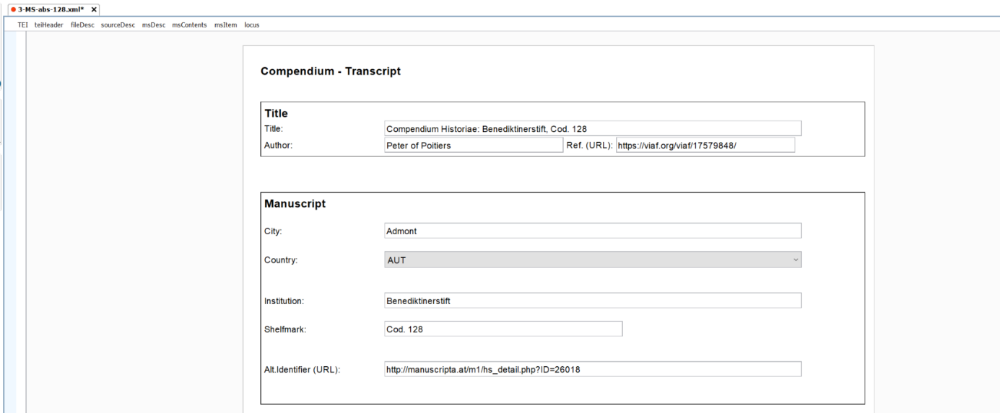 3-MS-abs-128.xml* X
TEI teiHeader fileDesc sourceDesc msDesc msContents msItem locus
Compendium - Transcript
Title
Title: Compendium Historiae: Benediktinerstift, Cod. 128
Author: Peter of Poitiers Ref. (URL): https://viaf.org/viaf/17579848/
Manuscript
City: Admont
Country: AUT
Institution: Benediktinerstift
Shelfmark: Cod. 128
Alt.Identifier (URL): http://manuscripta.at/m1/hs_detail.php?ID=26018